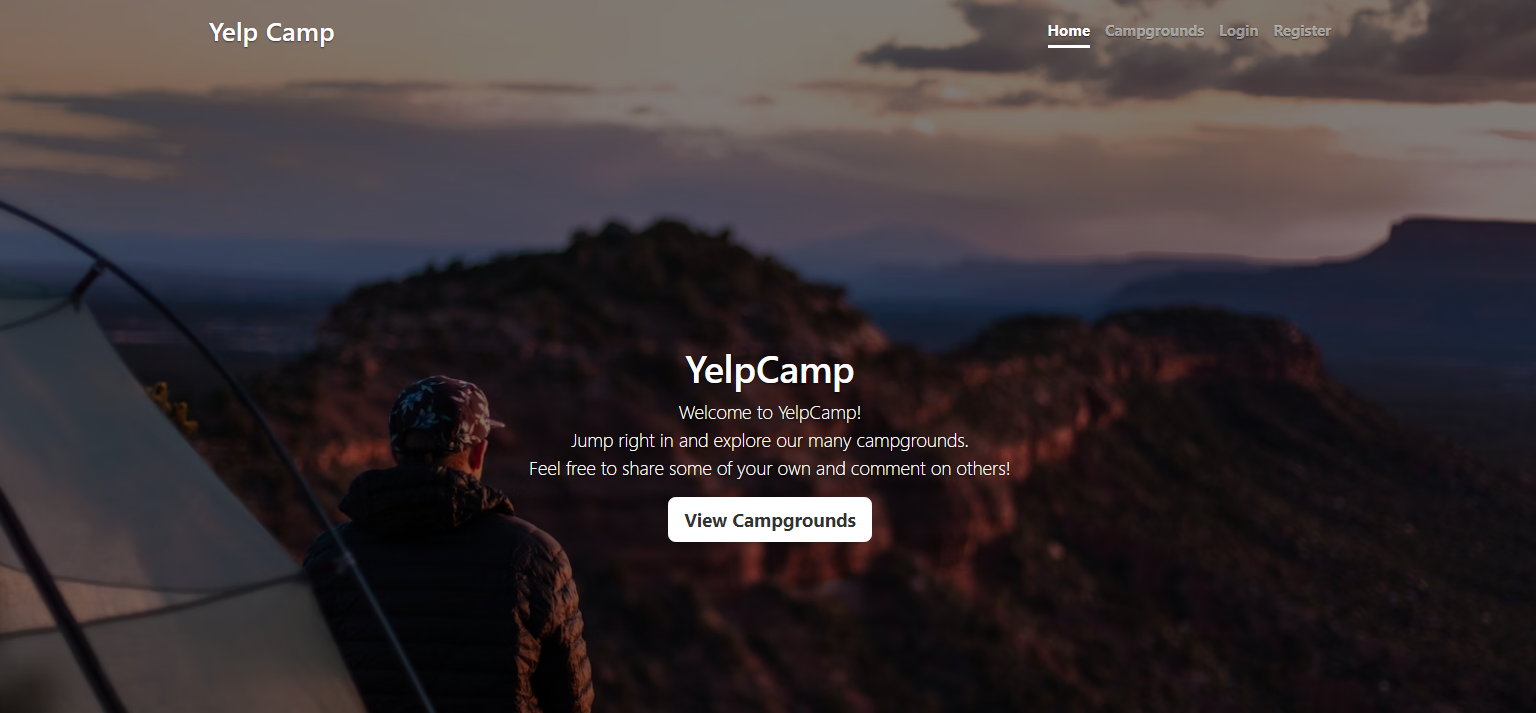 Yelp Camp
Home Campgrounds Login Register
YelpCamp
Welcome to YelpCamp!
Jump right in and explore our many campgrounds.
Feel free to share some of your own and comment on others!
View Campgrounds